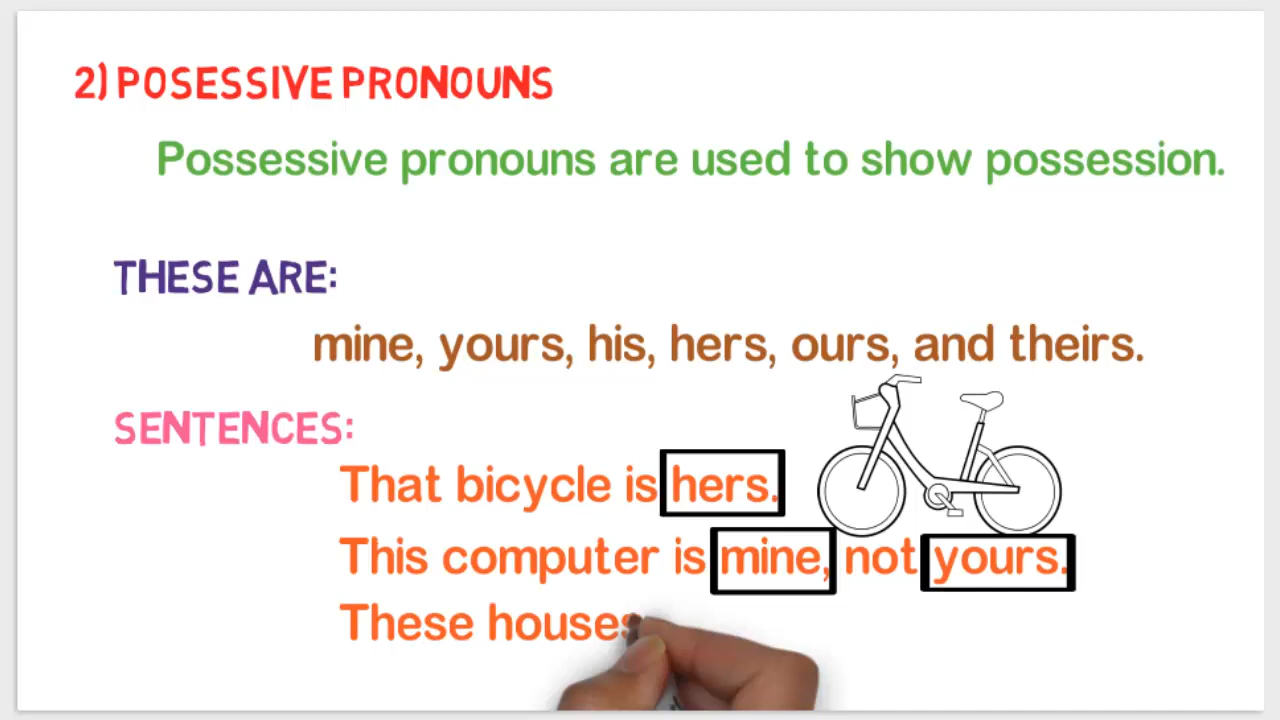 2) POSESSIVE PRONOUNS
Possessive pronouns are used to show possession.
THESE ARE:
mine, yours, his, hers, ours, and theirs.
SENTENCES:
That bicycle is hers.
This computer is mine, not yours.
These houses